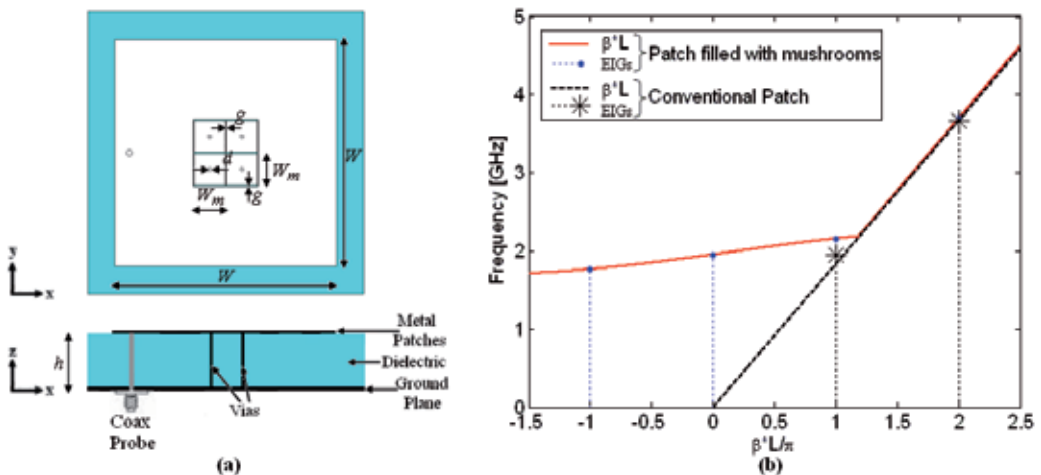 g
d
W_m
W_m
g
W
W
y
x
h
z
x
Metal
Patches
Dielectric
Ground
Plane
Vias
Coax
Probe
(a)
5
4
3
2
1
0
Frequency [GHz]
β'L
EIGs
Patch filled with mushrooms
β'L
EIGs
Conventional Patch
-1.5 -1 -0.5 0 0.5 1 1.5 2 2.5
β'L/π
(b)